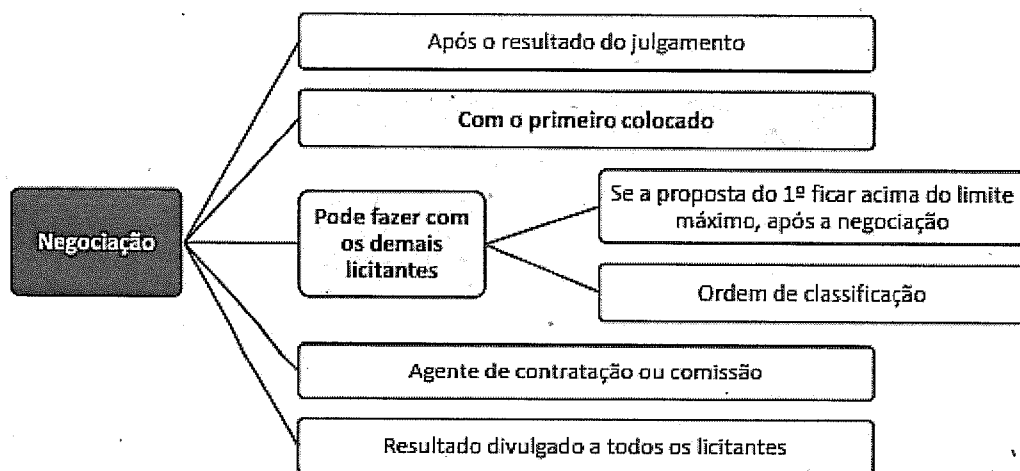 Após o resultado do julgamento
Com o primeiro colocado
Negociação
Pode fazer com
os demais
licitantes
Se a proposta do 1º ficar acima do limite
máximo, após a negociação
Ordem de classificação
Agente de contratação ou comissão
Resultado divulgado a todos os licitantes